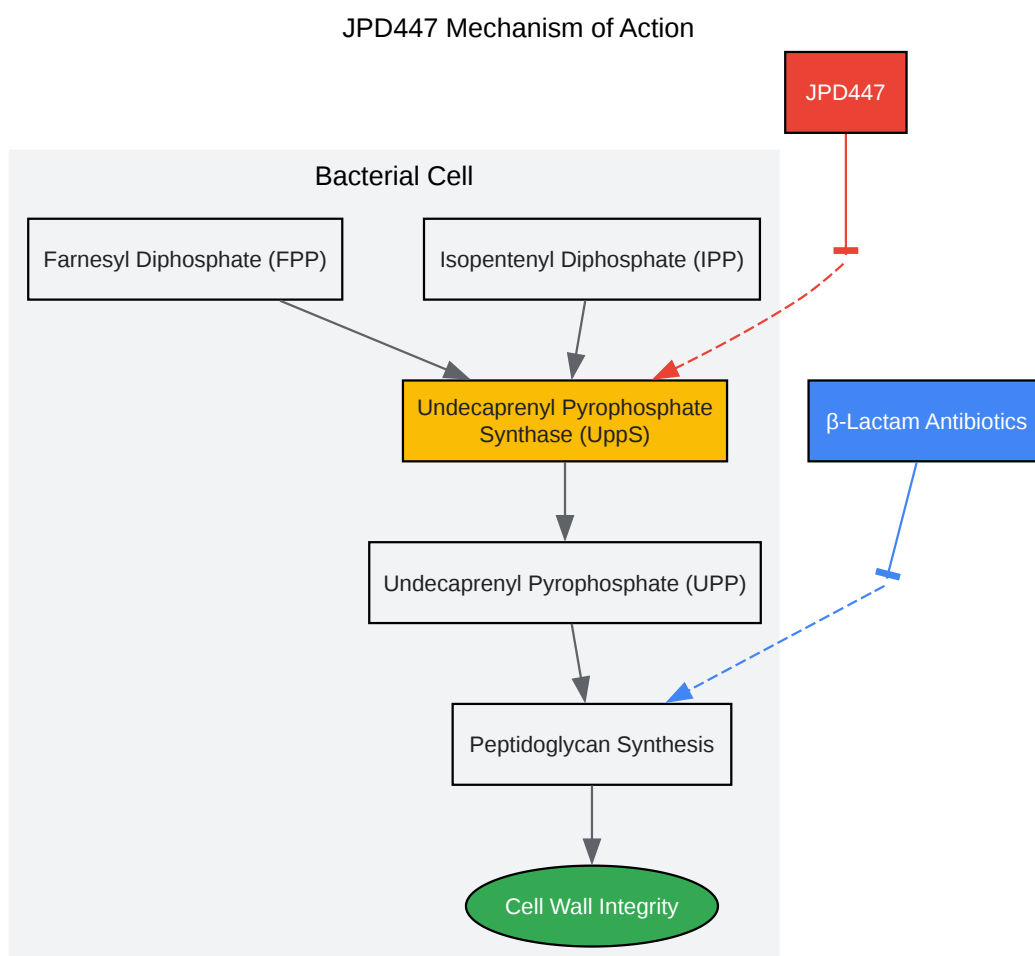 JPD447 Mechanism of Action
JPD447
Bacterial Cell
Farnesyl Diphosphate (FPP)
Isopentenyl Diphosphate (IPP)
Undecaprenyl Pyrophosphate
Synthase (UppS)
β-Lactam Antibiotics
Undecaprenyl Pyrophosphate (UPP)
Peptidoglycan Synthesis
Cell Wall Integrity